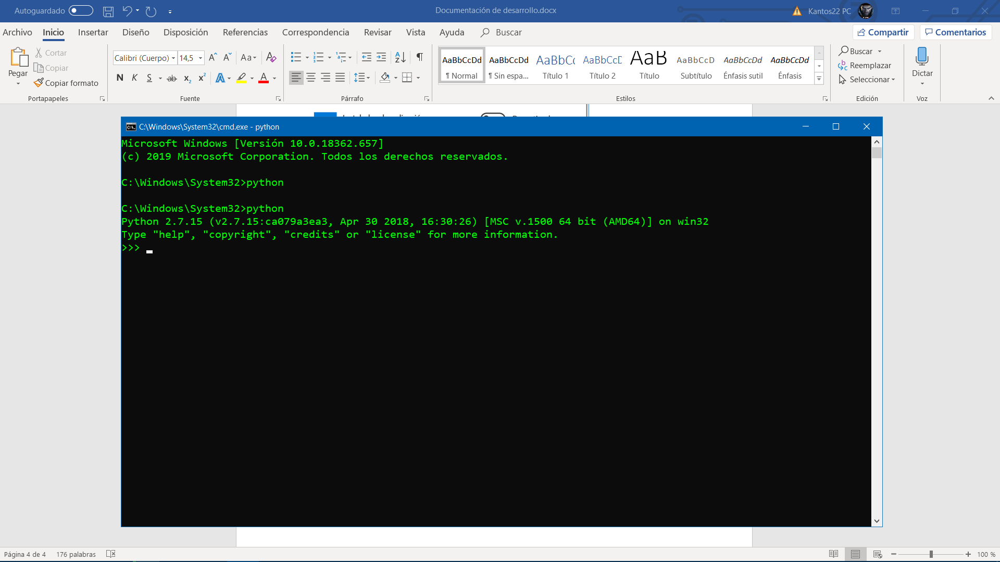 Autoguardado
Documentación de desarrollo.docx
Kantos22 PC
Archivo Inicio Insertar Diseño Disposición Referencias Correspondencia Revisar Vista Ayuda Buscar
Compartir Comentarios
Pegar
Cortar
Copiar
Copiar formato
Portapapeles
Calibri (Cuerpo) 14,5
N K S ab x₂ x²
Fuente
Párrafo
AaBbCcDd AaBbCcDd AaBbCc AaBbCcD AaB AaBbCcD AaBbCcDd AaBbCcDd
¶ Normal ¶ Sin espa... Título 1 Título 2 Título Subtítulo Énfasis sutil Énfasis
Estilos
Buscar
Reemplazar
Seleccionar
Edición
Dictar
Voz
C:\Windows\System32\cmd.exe - python
Microsoft Windows [Versión 10.0.18362.657]
(c) 2019 Microsoft Corporation. Todos los derechos reservados.
C:\Windows\System32>python
C:\Windows\System32>python
Python 2.7.15 (v2.7.15:ca079a3ea3, Apr 30 2018, 16:30:26) [MSC v.1500 64 bit (AMD64)] on win32
Type "help", "copyright", "credits" or "license" for more information.
>>>
Página 4 de 4 176 palabras
100 %